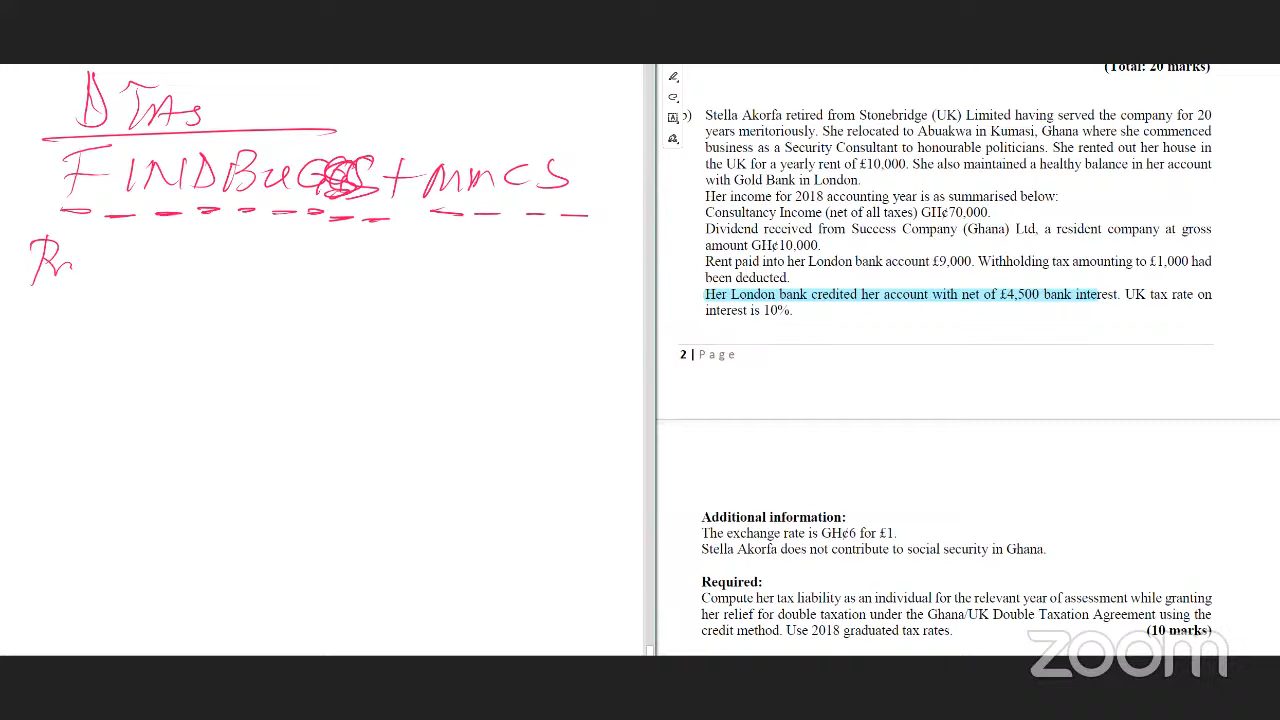 DTAs
FINDBUG + MMCS
(Total: 20 marks)
Stella Akorfa retired from Stonebridge (UK) Limited having served the company for 20
years meritoriously. She relocated to Abuakwa in Kumasi, Ghana where she commenced
business as a Security Consultant to honourable politicians. She rented out her house in
the UK for a yearly rent of £10,000. She also maintained a healthy balance in her account
with Gold Bank in London.
Her income for 2018 accounting year is as summarised below:
Consultancy Income (net of all taxes) GH¢70,000.
Dividend received from Success Company (Ghana) Ltd, a resident company at gross
amount GH¢10,000.
Rent paid into her London bank account £9,000. Withholding tax amounting to £1,000 had
been deducted.
Her London bank credited her account with net of £4,500 bank interest. UK tax rate on
interest is 10%.
2 | Page
Additional information:
The exchange rate is GH¢6 for £1.
Stella Akorfa does not contribute to social security in Ghana.
Required:
Compute her tax liability as an individual for the relevant year of assessment while granting
her relief for double taxation under the Ghana/UK Double Taxation Agreement using the
credit method. Use 2018 graduated tax rates. (10 marks)
zoom